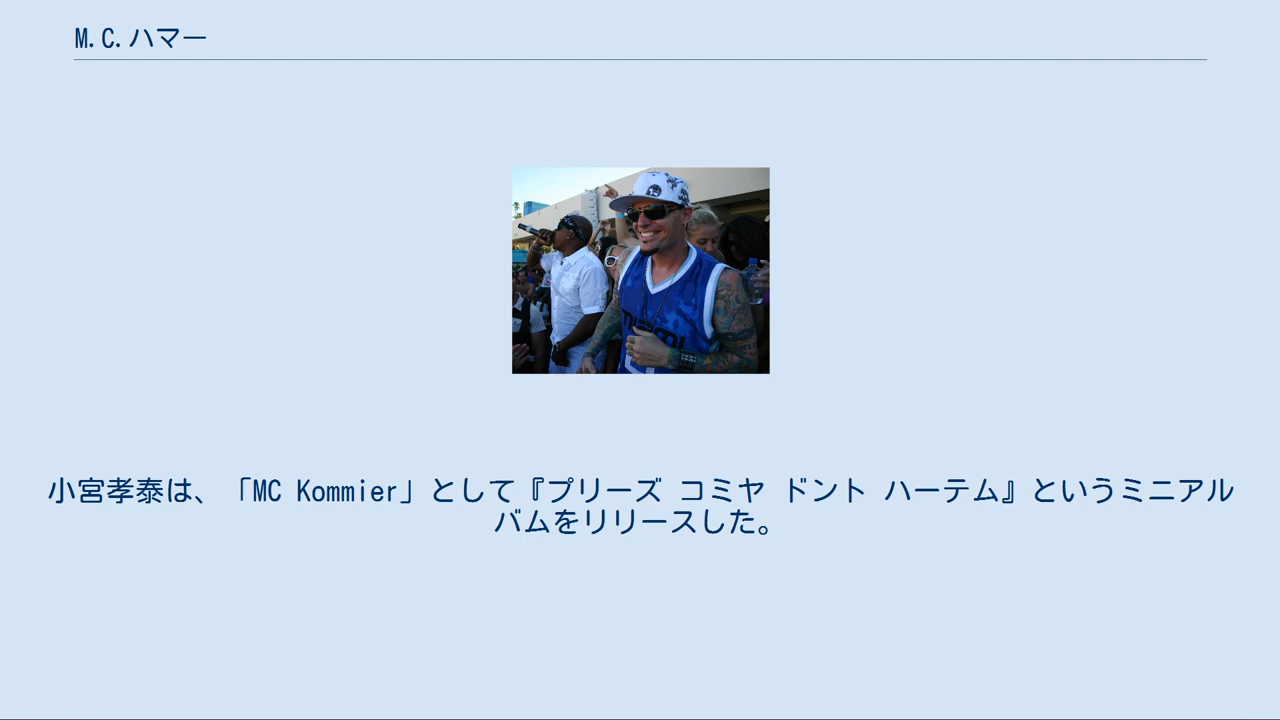 M.C.ハマー
小宮孝泰は、「MC Kommier」として『プリーズ コミヤ ドント ハーテム』というミニアル
バムをリリースした。